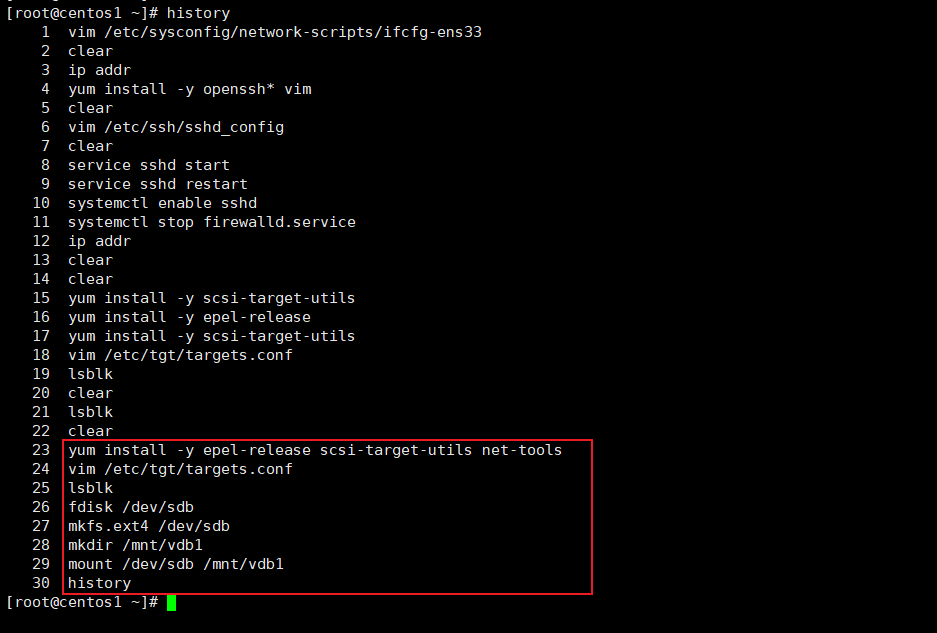 [root@centos1 ~]# history
1 vim /etc/sysconfig/network-scripts/ifcfg-ens33
2 clear
3 ip addr
4 yum install -y openssh* vim
5 clear
6 vim /etc/ssh/sshd_config
7 clear
8 service sshd start
9 service sshd restart
10 systemctl enable sshd
11 systemctl stop firewalld.service
12 ip addr
13 clear
14 clear
15 yum install -y scsi-target-utils
16 yum install -y epel-release
17 yum install -y scsi-target-utils
18 vim /etc/tgt/targets.conf
19 lsblk
20 clear
21 lsblk
22 clear
23 yum install -y epel-release scsi-target-utils net-tools
24 vim /etc/tgt/targets.conf
25 lsblk
26 fdisk /dev/sdb
27 mkfs.ext4 /dev/sdb
28 mkdir /mnt/vdb1
29 mount /dev/sdb /mnt/vdb1
30 history
[root@centos1 ~]#